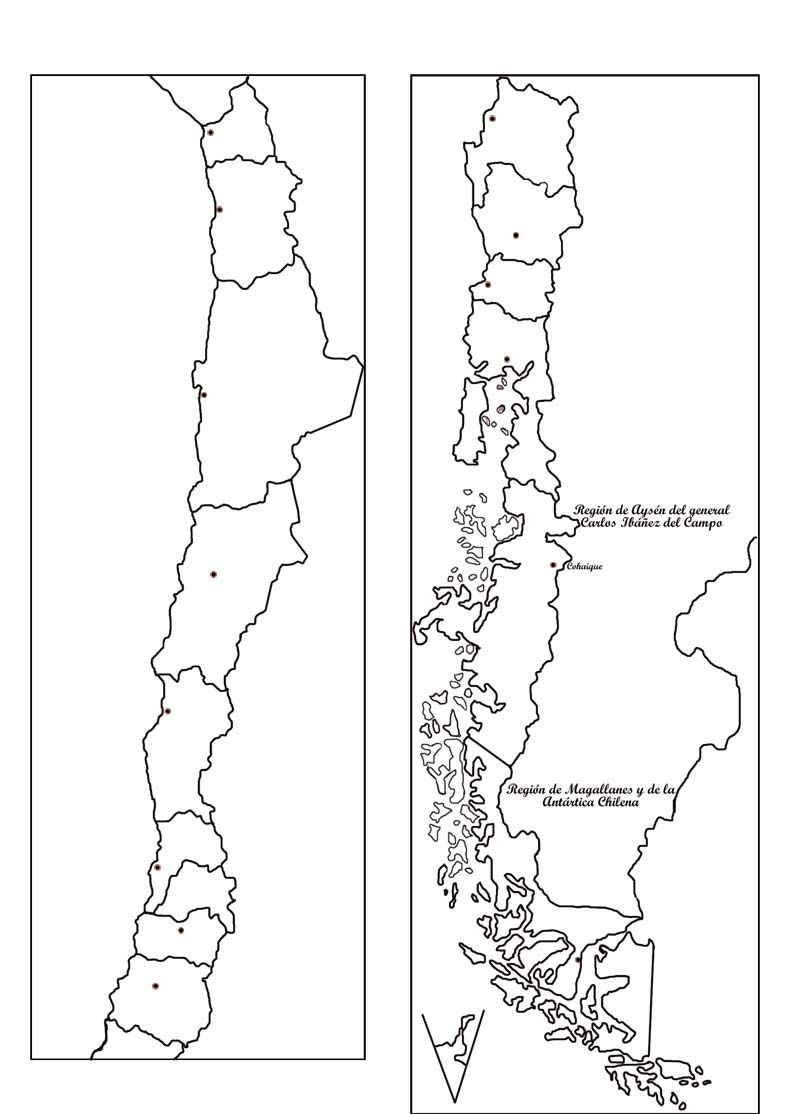 Región de Aysén del general
Carlos Ibáñez del Campo
Cohaique
Región de Magallanes y de la
Antártica Chilena